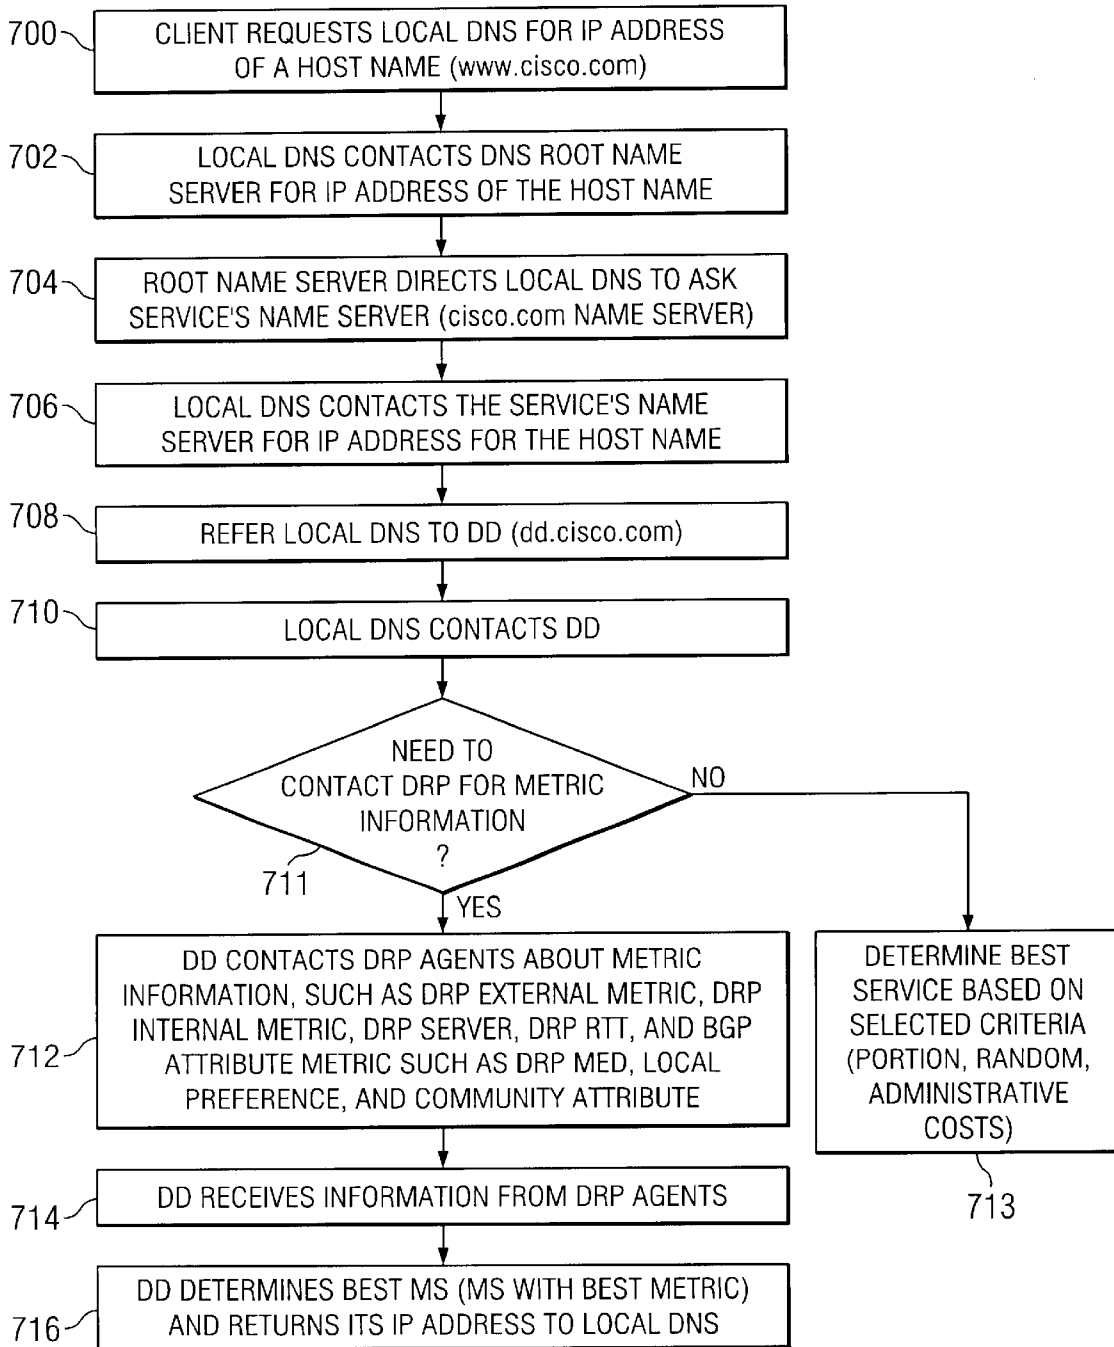 700
CLIENT REQUESTS LOCAL DNS FOR IP ADDRESS
OF A HOST NAME (www.cisco.com)
702
LOCAL DNS CONTACTS DNS ROOT NAME
SERVER FOR IP ADDRESS OF THE HOST NAME
704
ROOT NAME SERVER DIRECTS LOCAL DNS TO ASK
SERVICE'S NAME SERVER (cisco.com NAME SERVER)
706
LOCAL DNS CONTACTS THE SERVICE'S NAME
SERVER FOR IP ADDRESS FOR THE HOST NAME
708
REFER LOCAL DNS TO DD (dd.cisco.com)
710
LOCAL DNS CONTACTS DD
NEED TO
CONTACT DRP FOR METRIC
INFORMATION
?
711
NO
YES
712
DD CONTACTS DRP AGENTS ABOUT METRIC
INFORMATION, SUCH AS DRP EXTERNAL METRIC, DRP
INTERNAL METRIC, DRP SERVER, DRP RTT, AND BGP
ATTRIBUTE METRIC SUCH AS DRP MED, LOCAL
PREFERENCE, AND COMMUNITY ATTRIBUTE
DETERMINE BEST
SERVICE BASED ON
SELECTED CRITERIA
(PORTION, RANDOM,
ADMINISTRATIVE
COSTS)
713
714
DD RECEIVES INFORMATION FROM DRP AGENTS
716
DD DETERMINES BEST MS (MS WITH BEST METRIC)
AND RETURNS ITS IP ADDRESS TO LOCAL DNS